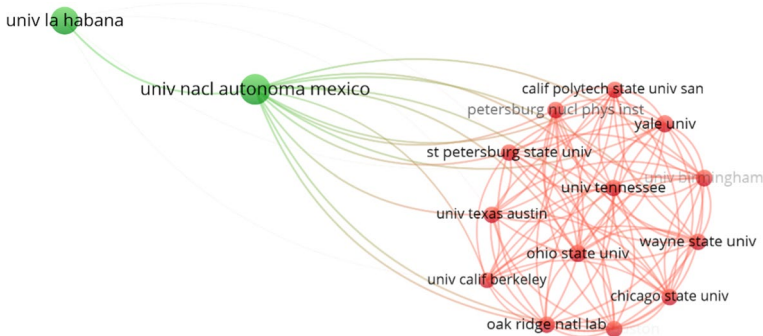 univ la habana
univ nacl autonoma mexico
calif polytech state univ san
petersburg nucl phys inst
yale univ
st petersburg state univ
univ birmingham
univ tennessee
univ texas austin
wayne state univ
ohio state univ
univ calif berkeley
chicago state univ
oak ridge natl lab